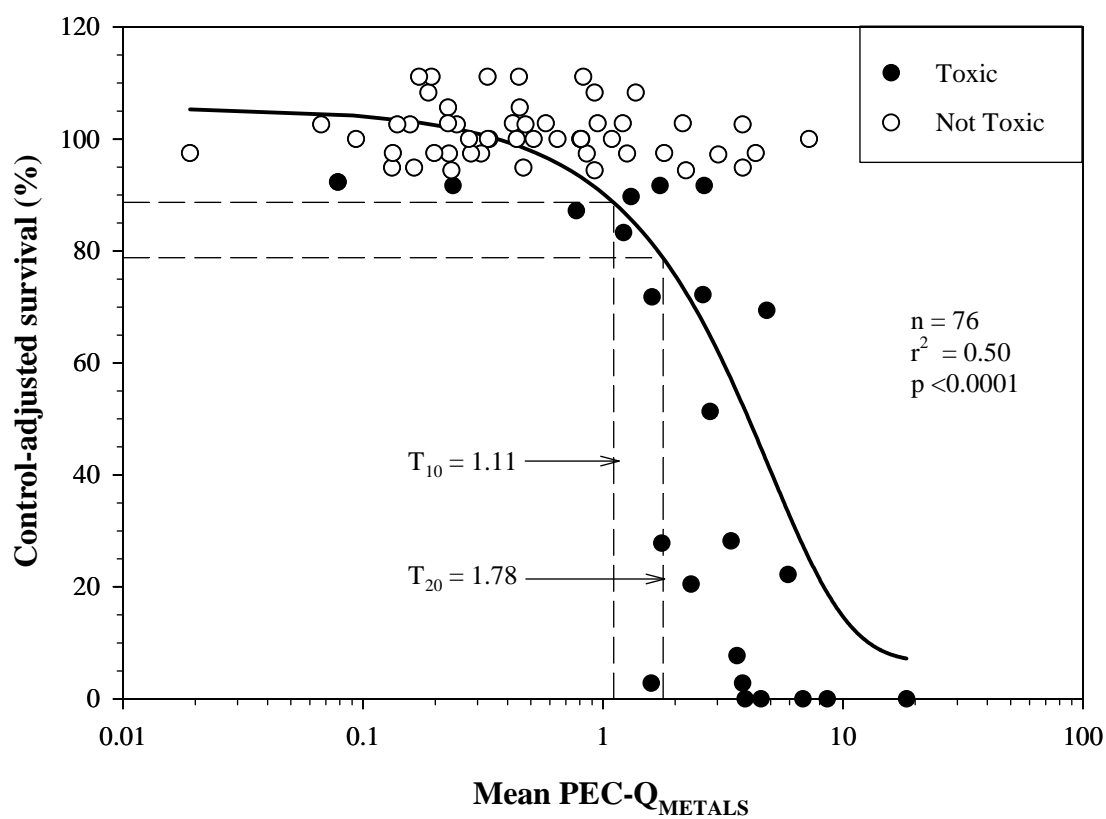 120
100
80
60
40
20
0
Control-adjusted survival (%)
Toxic
Not Toxic
n = 76
r² = 0.50
p <0.0001
T₁₀ = 1.11
T₂₀ = 1.78
0.01 0.1 1 10 100
Mean PEC-Q_METALS